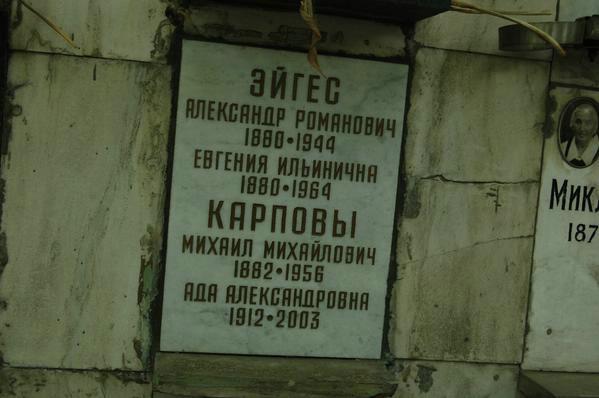 ЭЙГЕС
АЛЕКСАНДР РОМАНОВИЧ
1880•1944
ЕВГЕНИЯ ИЛЬИНИЧНА
1880•1964
КАРПОВЫ
МИХАИЛ МИХАЙЛОВИЧ
1882•1956
АДА АЛЕКСАНДРОВНА
1912•2003